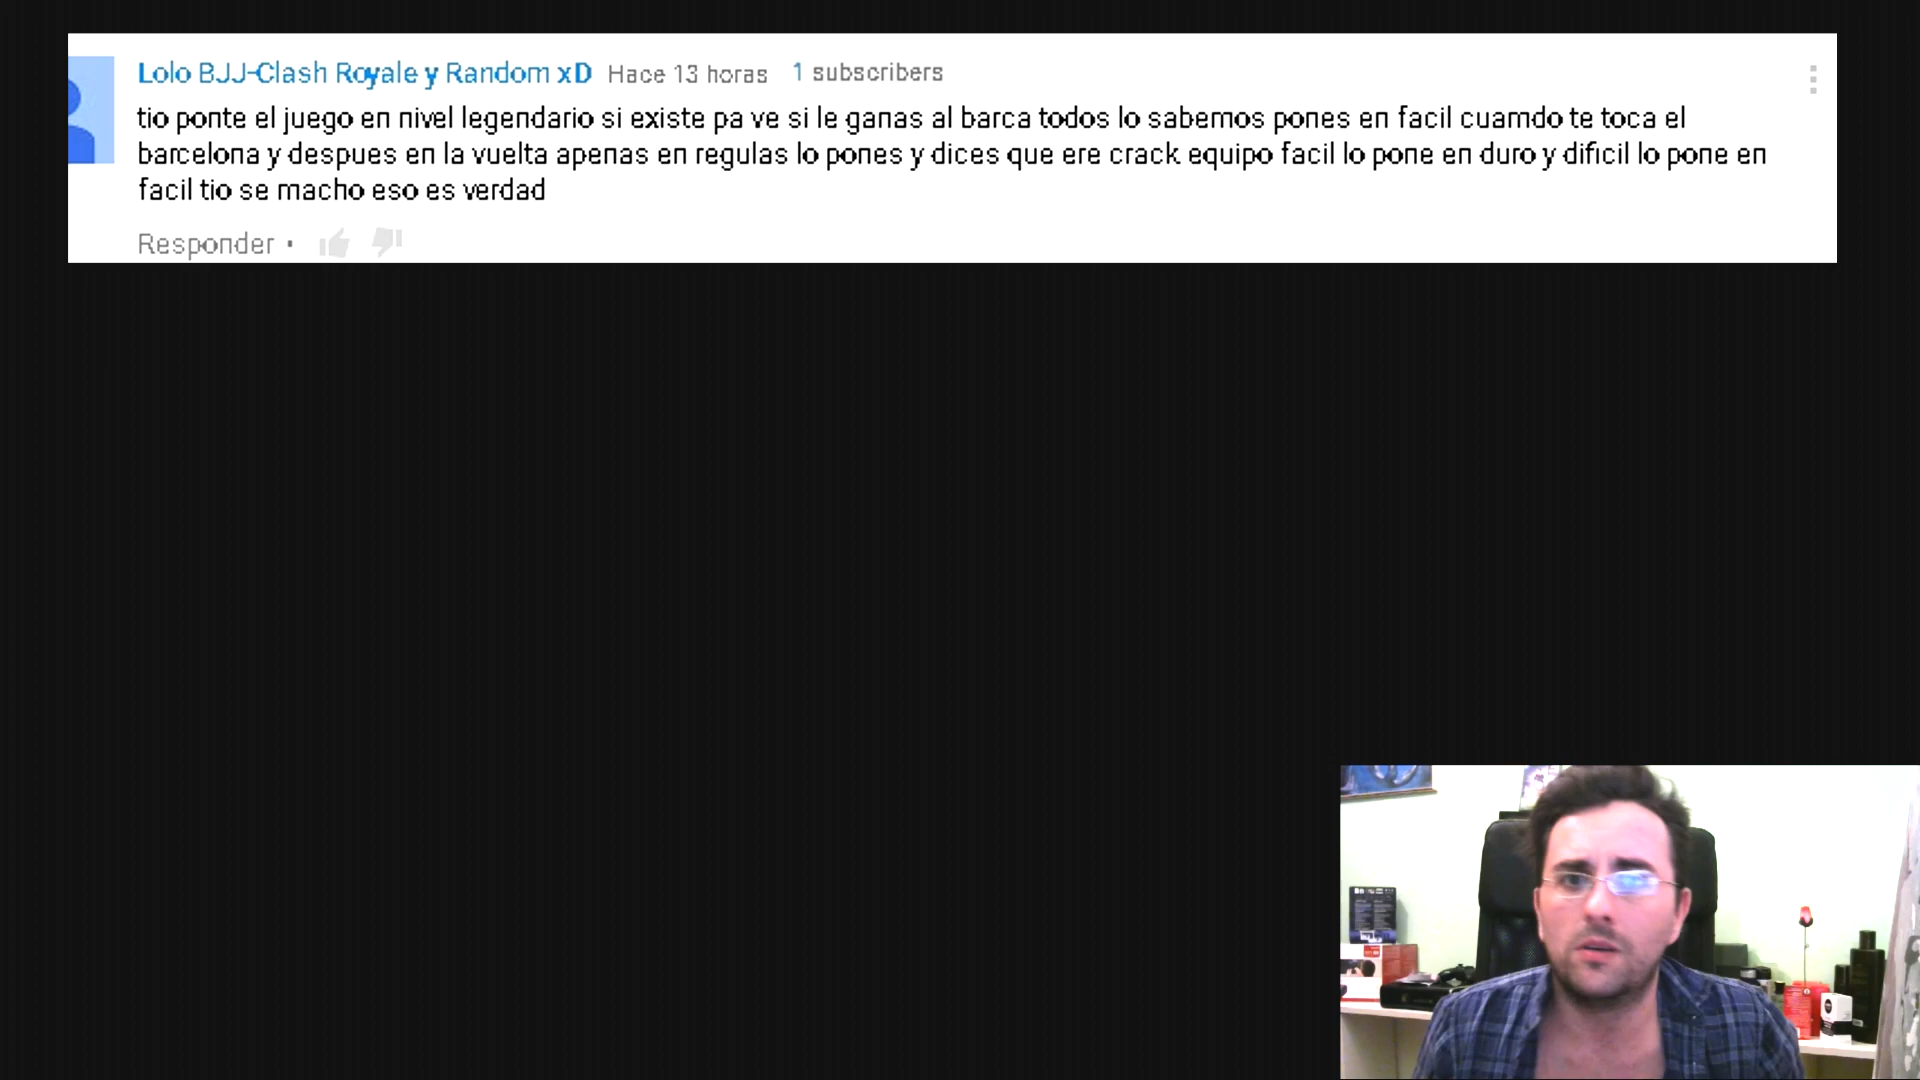 Lolo BJJ-Clash Royale y Random xD Hace 13 horas 1 subscribers
tio ponte el juego en nivel legendario si existe pa ve si le ganas al barca todos lo sabemos pones en facil cuamdo te toca el
barcelona y despues en la vuelta apenas en regulas lo pones y dices que ere crack equipo facil lo pone en duro y dificil lo pone en
facil tio se macho eso es verdad
Responder •